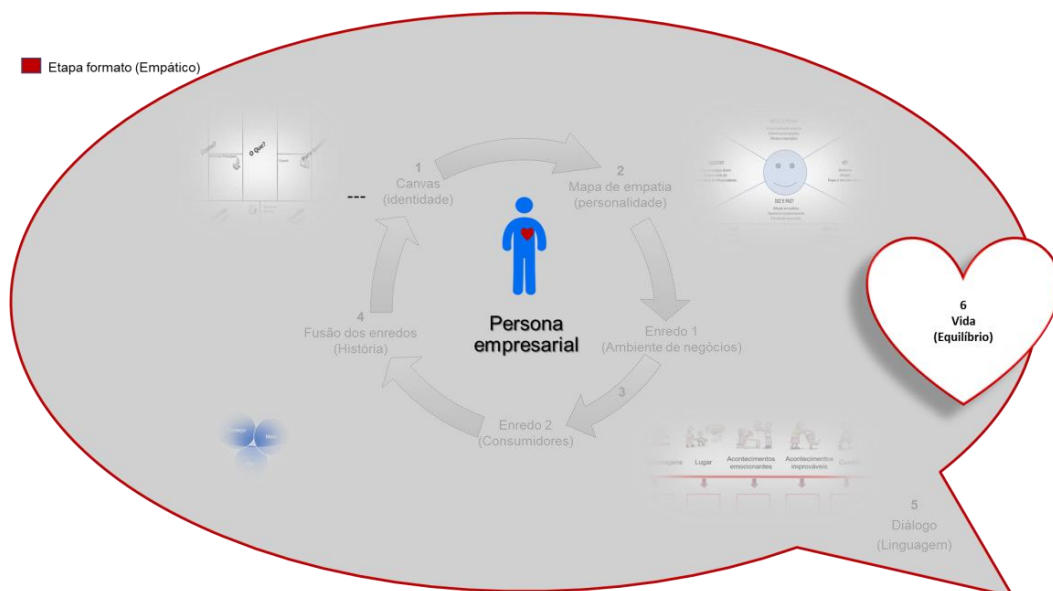 Etapa formato (Empático)
O Que?
1
Canvas
(identidade)
---
2
Mapa de empatia
(personalidade)
6
Vida
(Equilíbrio)
4
Fusão dos enredos
(História)
Persona
empresarial
Enredo 1
(Ambiente de negócios)
3
Enredo 2
(Consumidores)
Lugar
Acontecimentos
emocionantes
Acontecimentos
improváveis
5
Diálogo
(Linguagem)